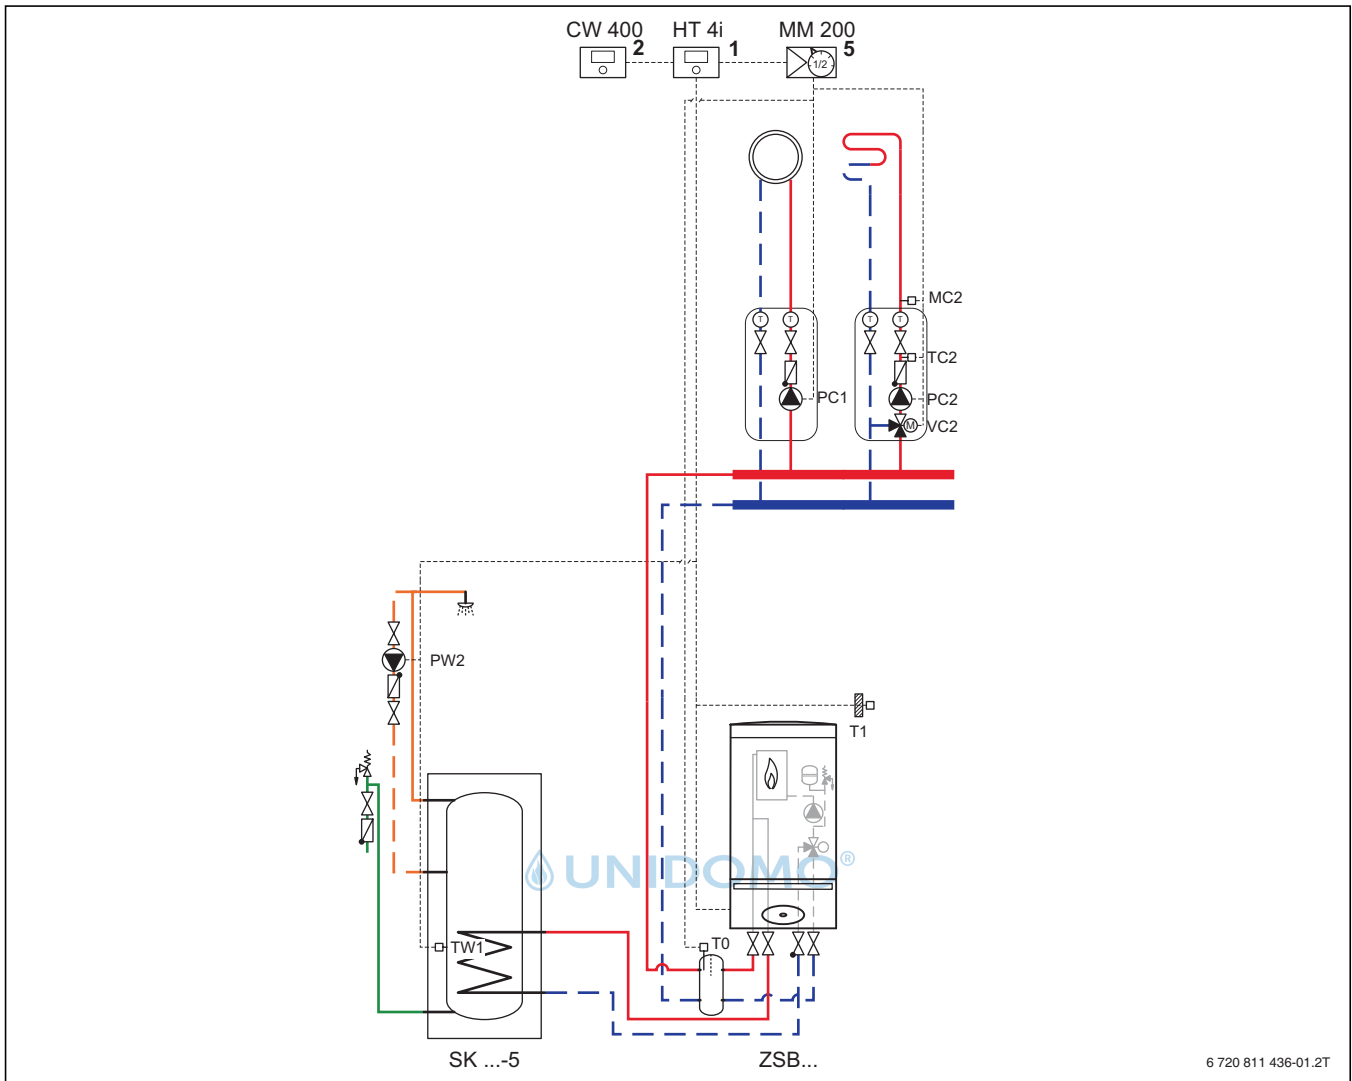 CW 400 HT 4i MM 200
2 1 5
1/2
MC2
T T T T
TC2
PC1 PC2
M VC2
PW2
T1
UNIDOMO®
TW1 T0
SK ...-5 ZSB...
6 720 811 436-01.2T